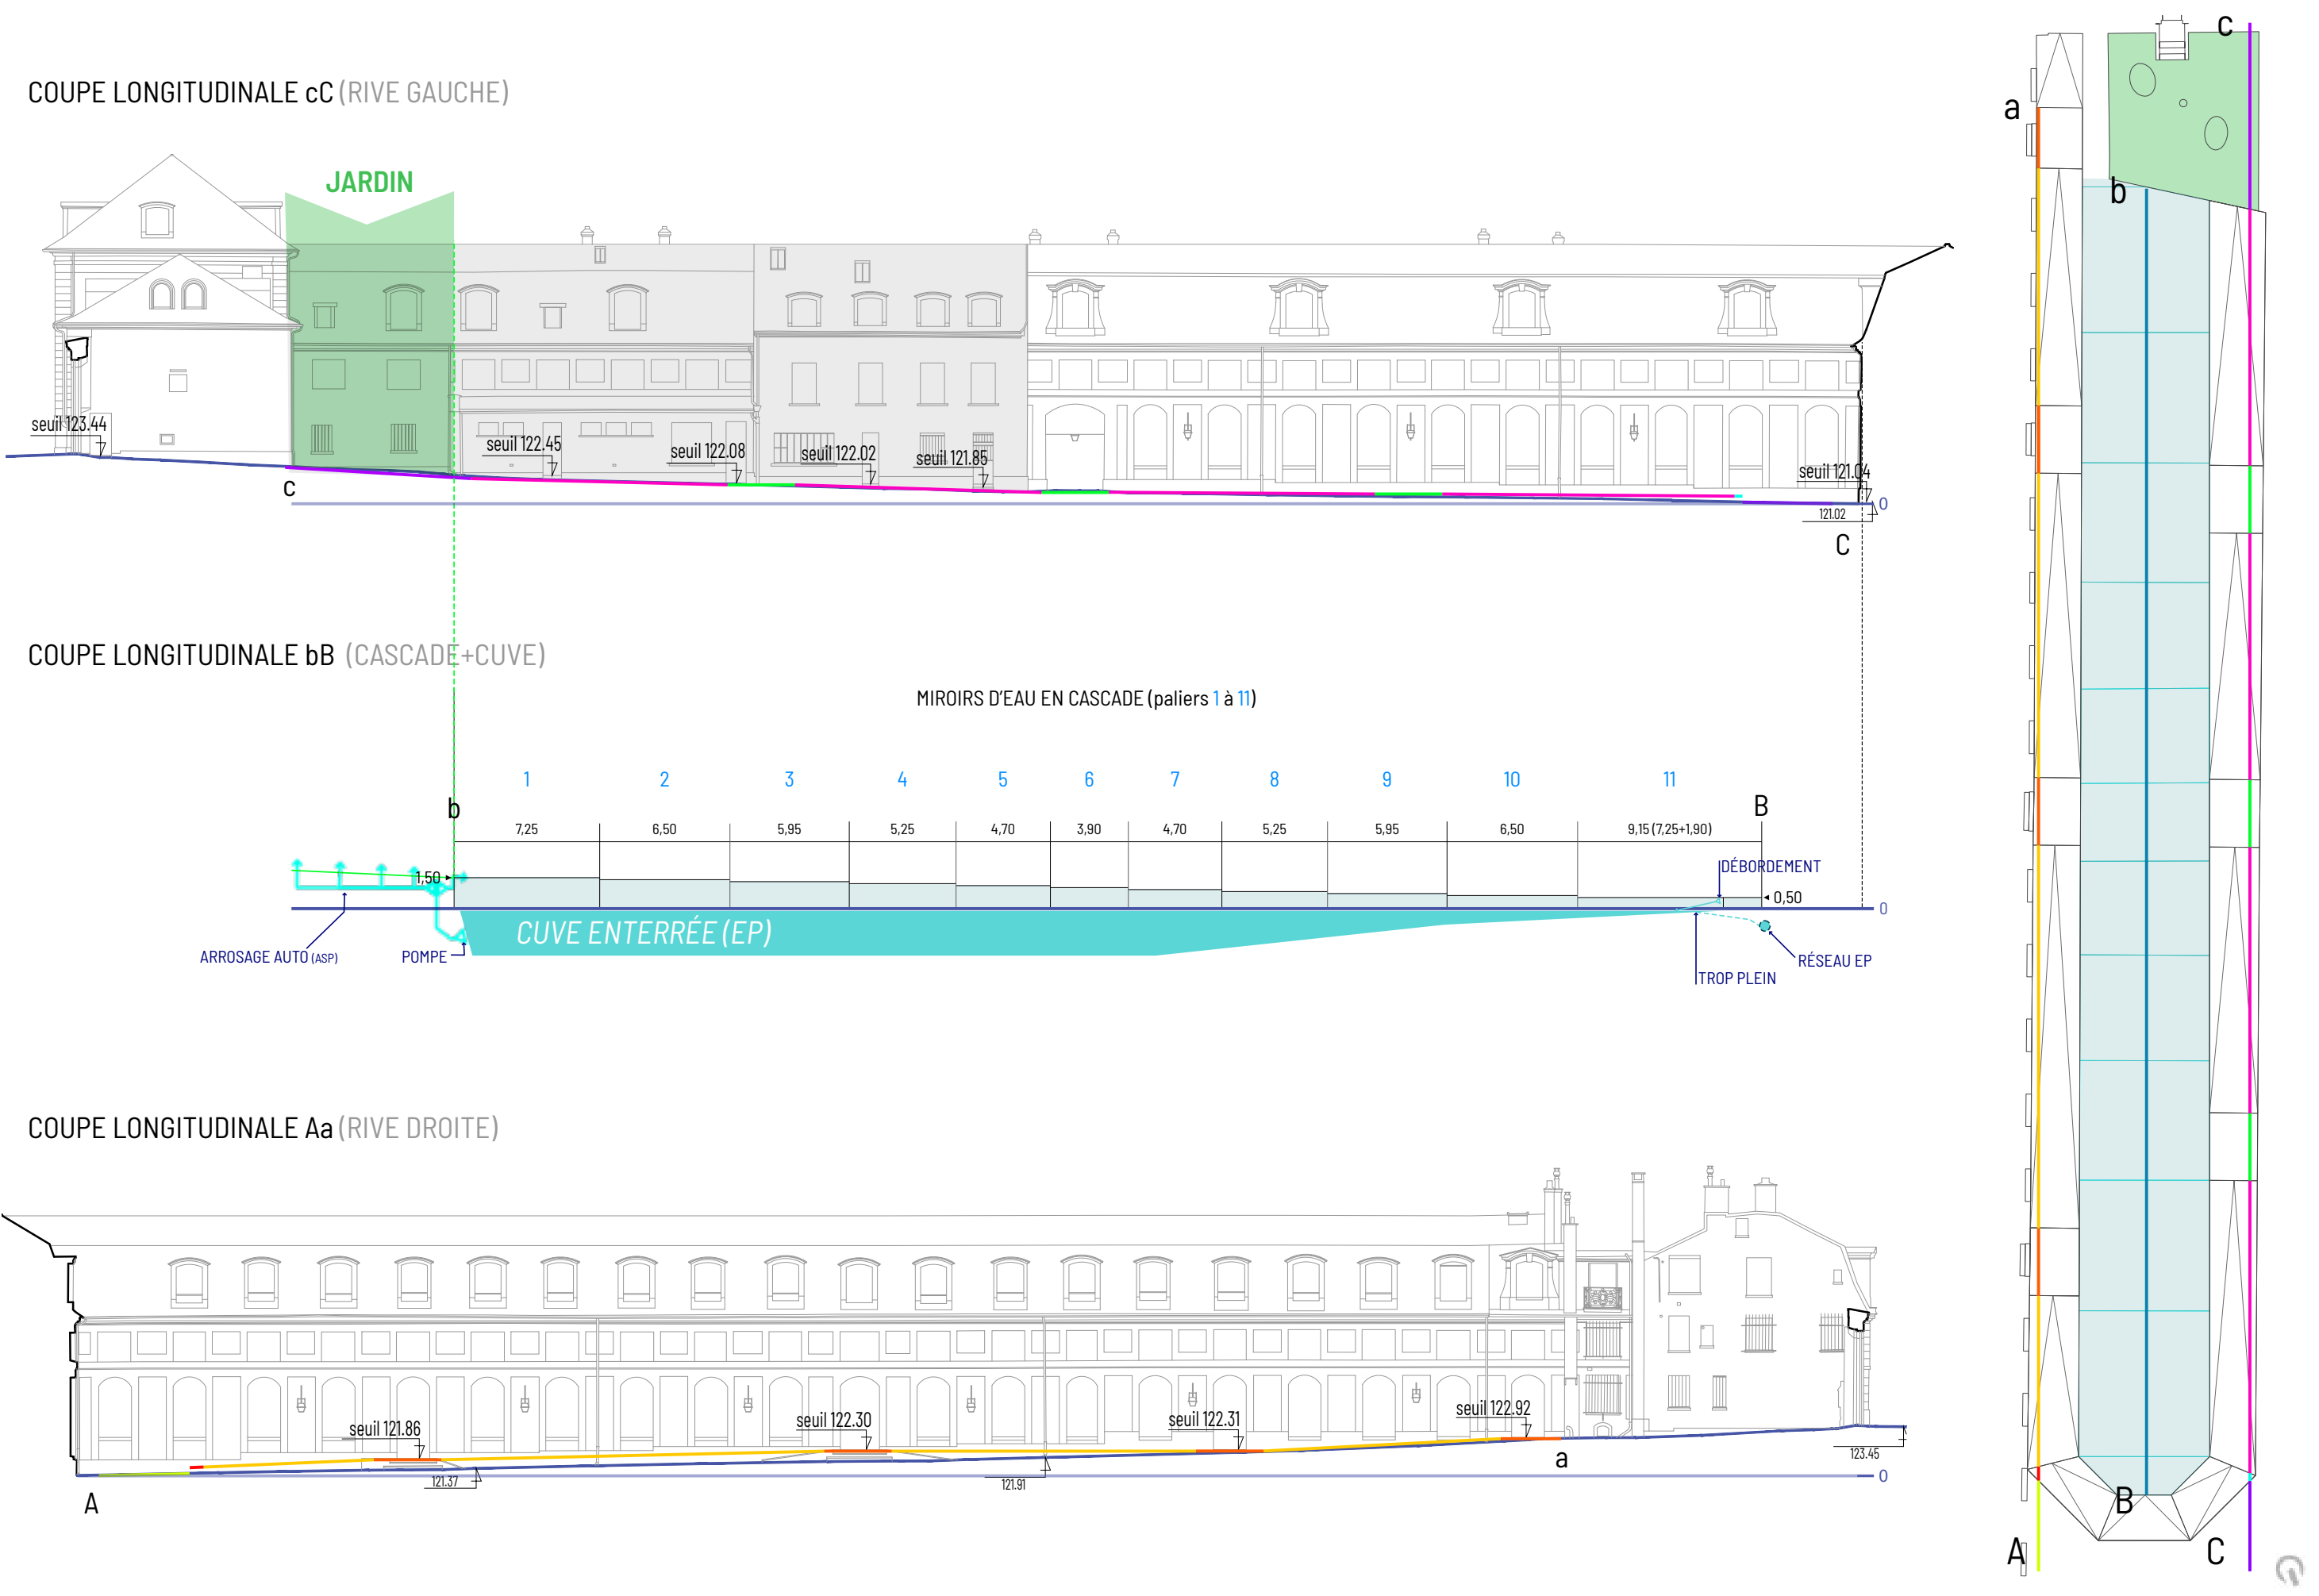 COUPE LONGITUDINALE cC (RIVE GAUCHE)
JARDIN
seuil 123.44
seuil 122.45
seuil 122.08
seuil 122.02
seuil 121.85
seuil 121.04
0
121.02
c
C
COUPE LONGITUDINALE bB (CASCADE+CUVE)
MIROIRS D'EAU EN CASCADE (paliers 1 à 11)
1 2 3 4 5 6 7 8 9 10 11
b
B
7,25 6,50 5,95 5,25 4,70 3,90 4,70 5,25 5,95 6,50 9,15 (7,25+1,90)
DÉBORDEMENT
1,50
0,50
0
CUVE ENTERRÉE (EP)
ARROSAGE AUTO (ASP)
POMPE
RÉSEAU EP
TROP PLEIN
COUPE LONGITUDINALE Aa (RIVE DROITE)
seuil 121.86
seuil 122.30
seuil 122.31
seuil 122.92
123.45
a
0
121.37
121.91
A
c
a
b
B
A
C